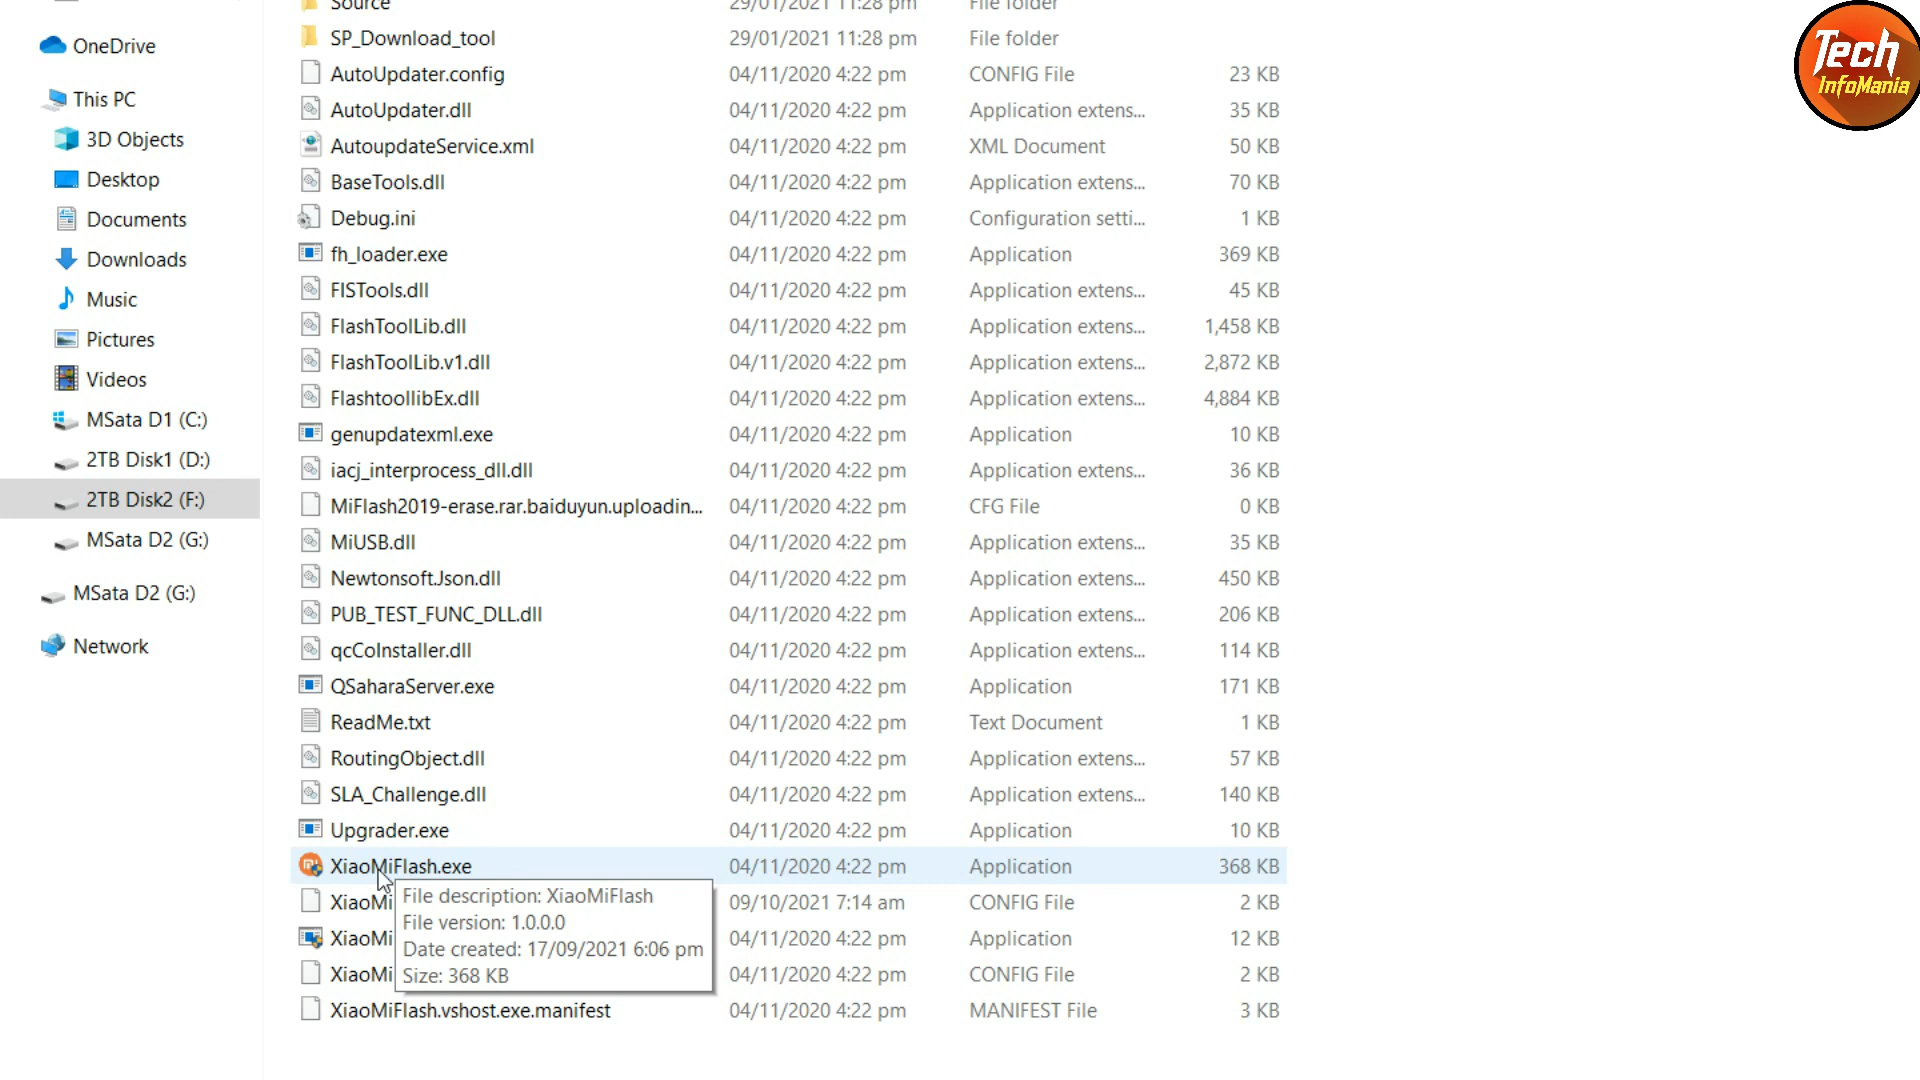 Source 29/01/2021 11:28 pm File folder
OneDrive
SP_Download_tool 29/01/2021 11:28 pm File folder
This PC
3D Objects
Desktop
Documents
Downloads
Music
Pictures
Videos
MSata D1 (C:)
2TB Disk1 (D:)
2TB Disk2 (F:)
MSata D2 (G:)
MSata D2 (G:)
Network
AutoUpdater.config 04/11/2020 4:22 pm CONFIG File 23 KB
AutoUpdater.dll 04/11/2020 4:22 pm Application extens... 35 KB
AutoupdateService.xml 04/11/2020 4:22 pm XML Document 50 KB
BaseTools.dll 04/11/2020 4:22 pm Application extens... 70 KB
Debug.ini 04/11/2020 4:22 pm Configuration setti... 1 KB
fh_loader.exe 04/11/2020 4:22 pm Application 369 KB
FISTools.dll 04/11/2020 4:22 pm Application extens... 45 KB
FlashToolLib.dll 04/11/2020 4:22 pm Application extens... 1,458 KB
FlashToolLib.v1.dll 04/11/2020 4:22 pm Application extens... 2,872 KB
FlashtoollibEx.dll 04/11/2020 4:22 pm Application extens... 4,884 KB
genupdatexml.exe 04/11/2020 4:22 pm Application 10 KB
iacj_interprocess_dll.dll 04/11/2020 4:22 pm Application extens... 36 KB
MiFlash2019-erase.rar.baiduyun.uploadin... 04/11/2020 4:22 pm CFG File 0 KB
MiUSB.dll 04/11/2020 4:22 pm Application extens... 35 KB
Newtonsoft.Json.dll 04/11/2020 4:22 pm Application extens... 450 KB
PUB_TEST_FUNC_DLL.dll 04/11/2020 4:22 pm Application extens... 206 KB
qcCoInstaller.dll 04/11/2020 4:22 pm Application extens... 114 KB
QSaharaServer.exe 04/11/2020 4:22 pm Application 171 KB
ReadMe.txt 04/11/2020 4:22 pm Text Document 1 KB
RoutingObject.dll 04/11/2020 4:22 pm Application extens... 57 KB
SLA_Challenge.dll 04/11/2020 4:22 pm Application extens... 140 KB
Upgrader.exe 04/11/2020 4:22 pm Application 10 KB
XiaoMiFlash.exe 04/11/2020 4:22 pm Application 368 KB
XiaoMi 09/10/2021 7:14 am CONFIG File 2 KB
XiaoMi 04/11/2020 4:22 pm Application 12 KB
XiaoMi 04/11/2020 4:22 pm CONFIG File 2 KB
XiaoMiFlash.vshost.exe.manifest 04/11/2020 4:22 pm MANIFEST File 3 KB
File description: XiaoMiFlash
File version: 1.0.0.0
Date created: 17/09/2021 6:06 pm
Size: 368 KB
Tech
InfoMania